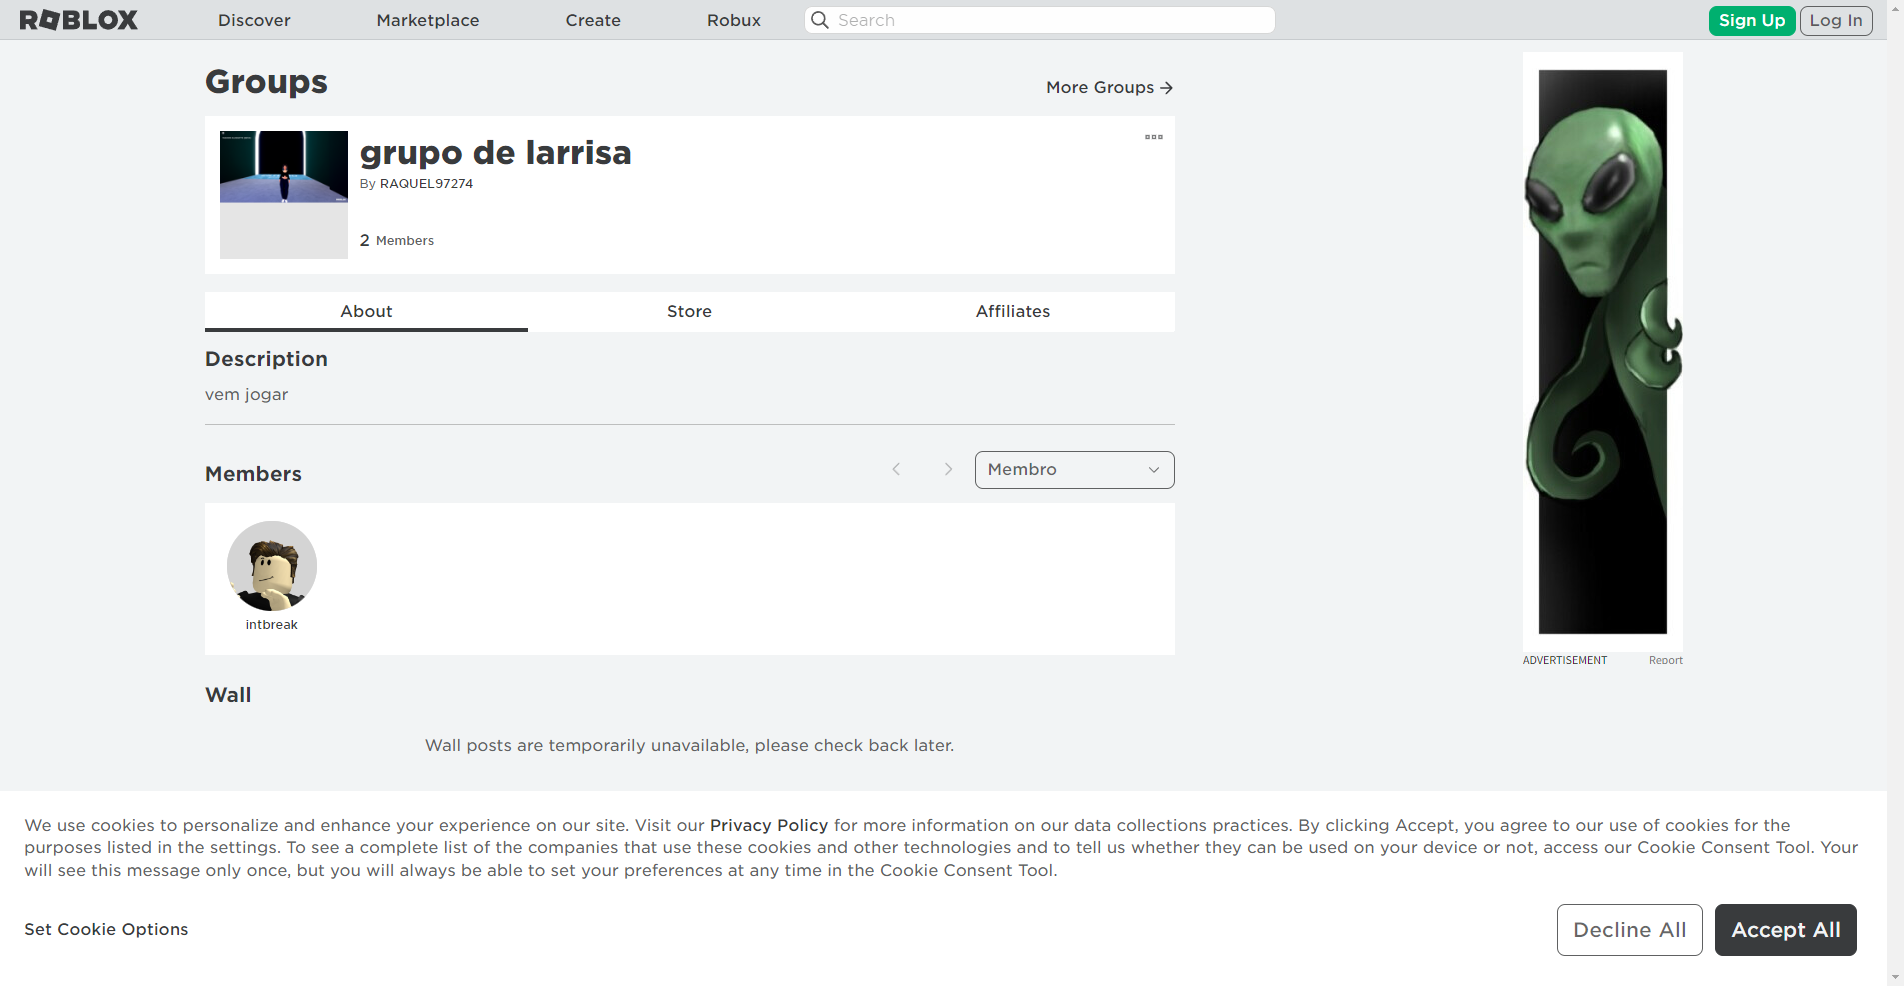 ROBLOX
Discover
Marketplace
Create
Robux
Search
Sign Up
Log In
Groups
More Groups
grupo de larrisa
By RAQUEL97274
2 Members
About
Store
Affiliates
Description
vem jogar
Members
Membro
intbreak
Wall
Wall posts are temporarily unavailable, please check back later.
ADVERTISEMENT
Report
We use cookies to personalize and enhance your experience on our site. Visit our Privacy Policy for more information on our data collections practices. By clicking Accept, you agree to our use of cookies for the
purposes listed in the settings. To see a complete list of the companies that use these cookies and other technologies and to tell us whether they can be used on your device or not, access our Cookie Consent Tool. Your
will see this message only once, but you will always be able to set your preferences at any time in the Cookie Consent Tool.
Set Cookie Options
Decline All
Accept All